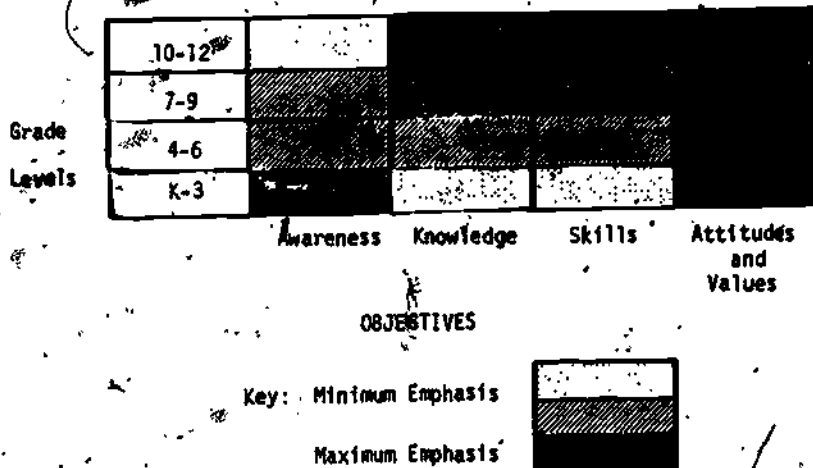 10-12
7-9
Grade
4-6
Levels
K-3
Awareness Knowledge Skills Attitudes
and
Values
OBJECTIVES
Key: Minimum Emphasis
Maximum Emphasis